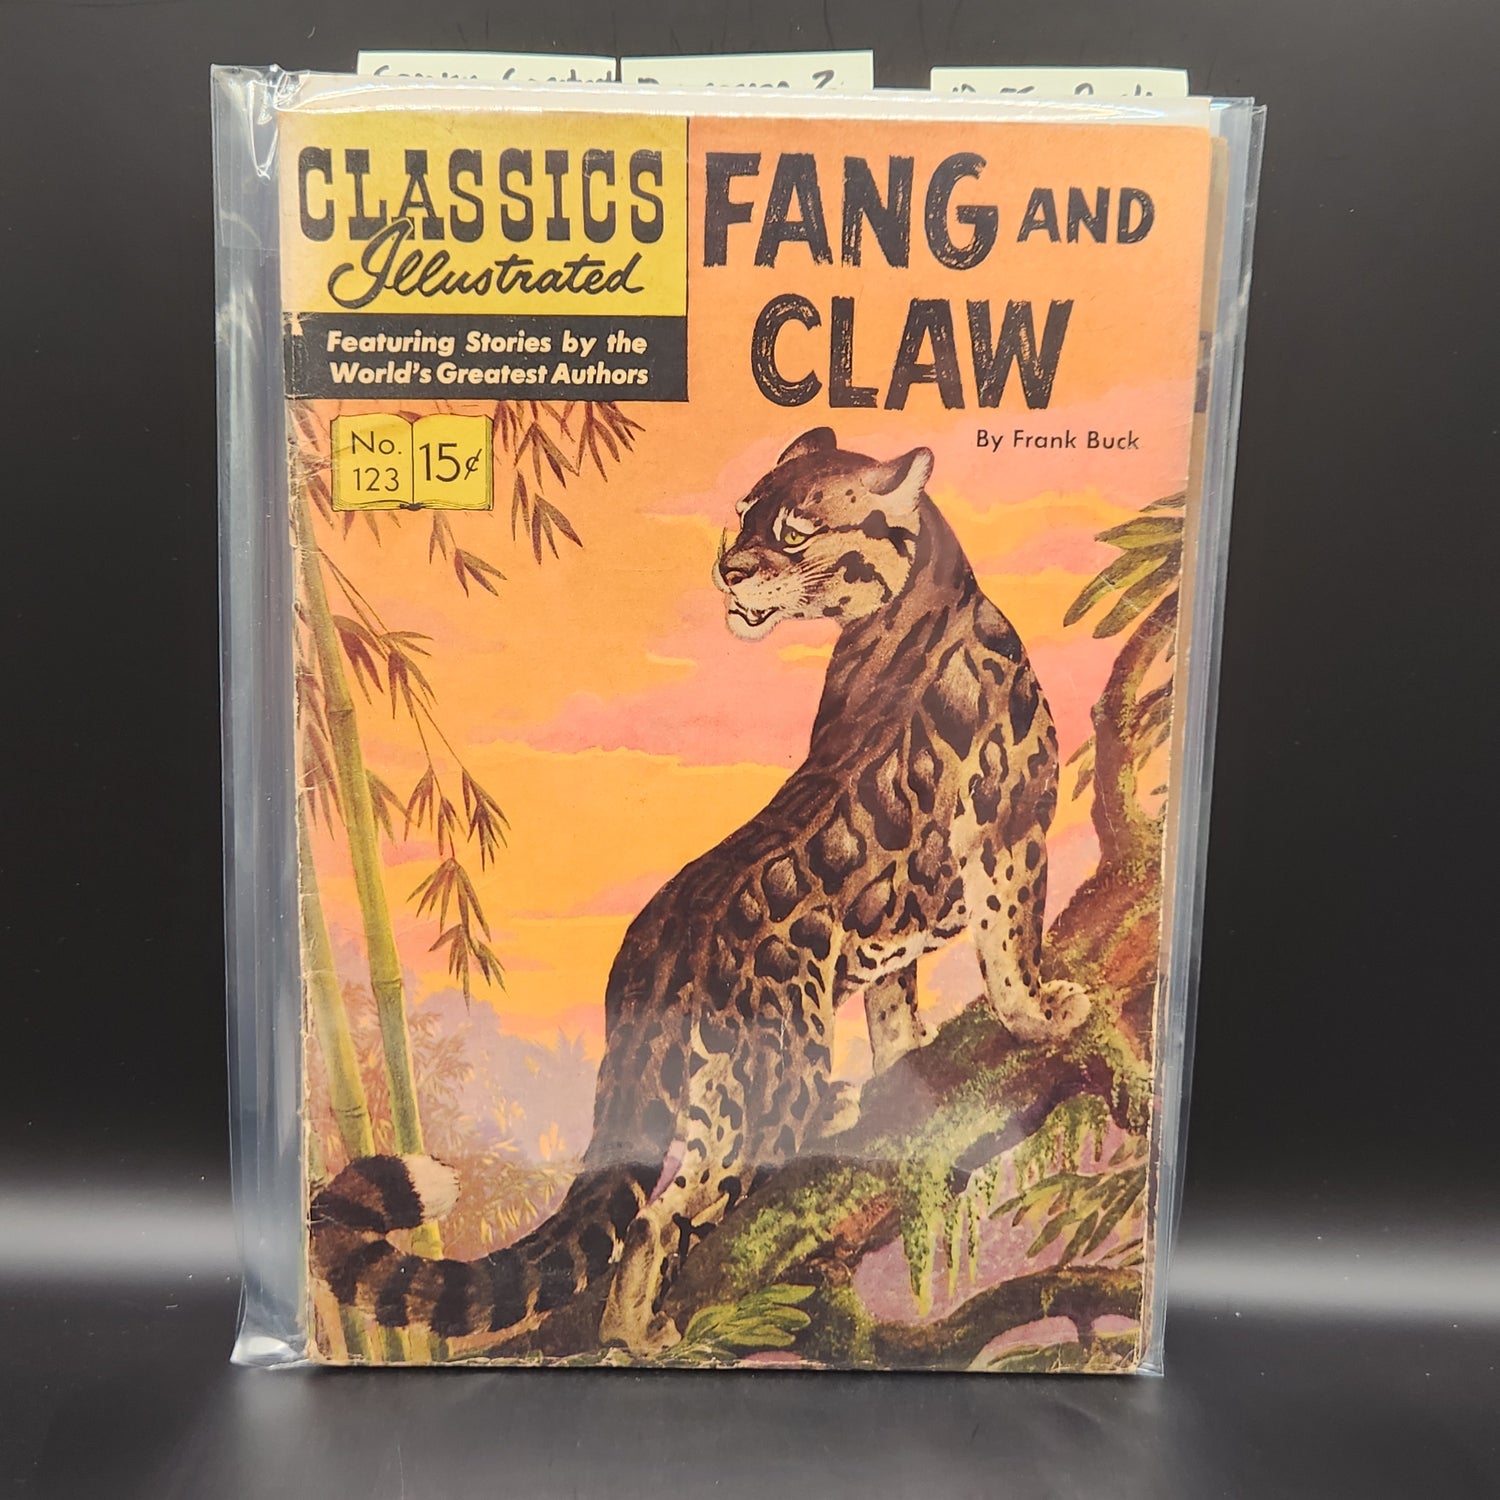 CLASSICS
Illustrated
Featuring Stories by the
World's Greatest Authors
No.
123
15¢
FANG AND
CLAW
By Frank Buck